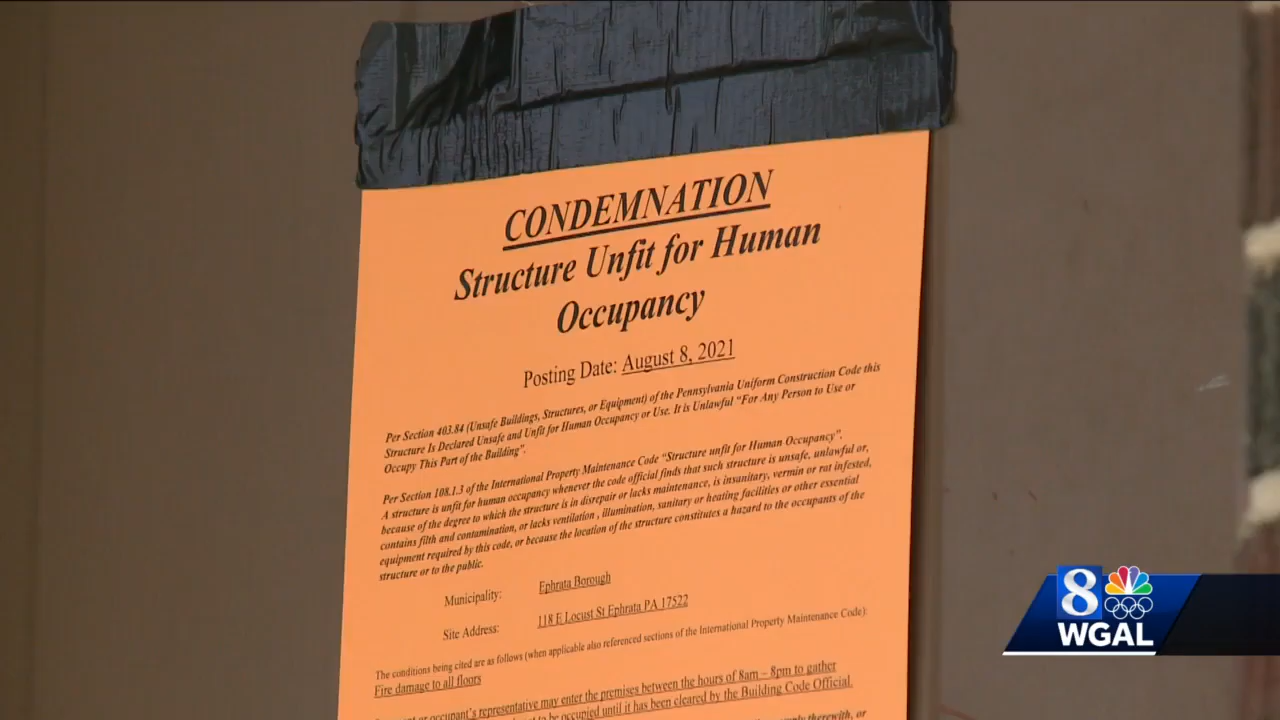 CONDEMNATION
Structure Unfit for Human
Occupancy
Posting Date: August 8, 2021
Per Section 403.84 (Unsafe Buildings, Structures, or Equipment) of the Pennsylvania Uniform Construction Code this
Structure Is Declared Unsafe and Unfit for Human Occupancy or Use. It is Unlawful “For Any Person to Use or
Occupy This Part of the Building”.
Per Section 108.1.3 of the International Property Maintenance Code “Structure unfit for Human Occupancy”.
A structure is unfit for human occupancy whenever the code official finds that such structure is unsafe, unlawful or,
because of the degree to which the structure is in disrepair or lacks maintenance, is insanitary, vermin or rat infested,
contains filth and contamination, or lacks ventilation , illumination, sanitary or heating facilities or other essential
equipment required by this code, or because the location of the structure constitutes a hazard to the occupants of the
structure or to the public.
Municipality: Ephrata Borough
Site Address: 118 E Locust St Ephrata PA 17522
The conditions being cited are as follows (when applicable also referenced sections of the International Property Maintenance Code):
Fire damage to all floors
or occupant's representative may enter the premises between the hours of 8am – 8pm to gather
to be occupied until it has been cleared by the Building Code Official.
therewith, or
8
WGAL